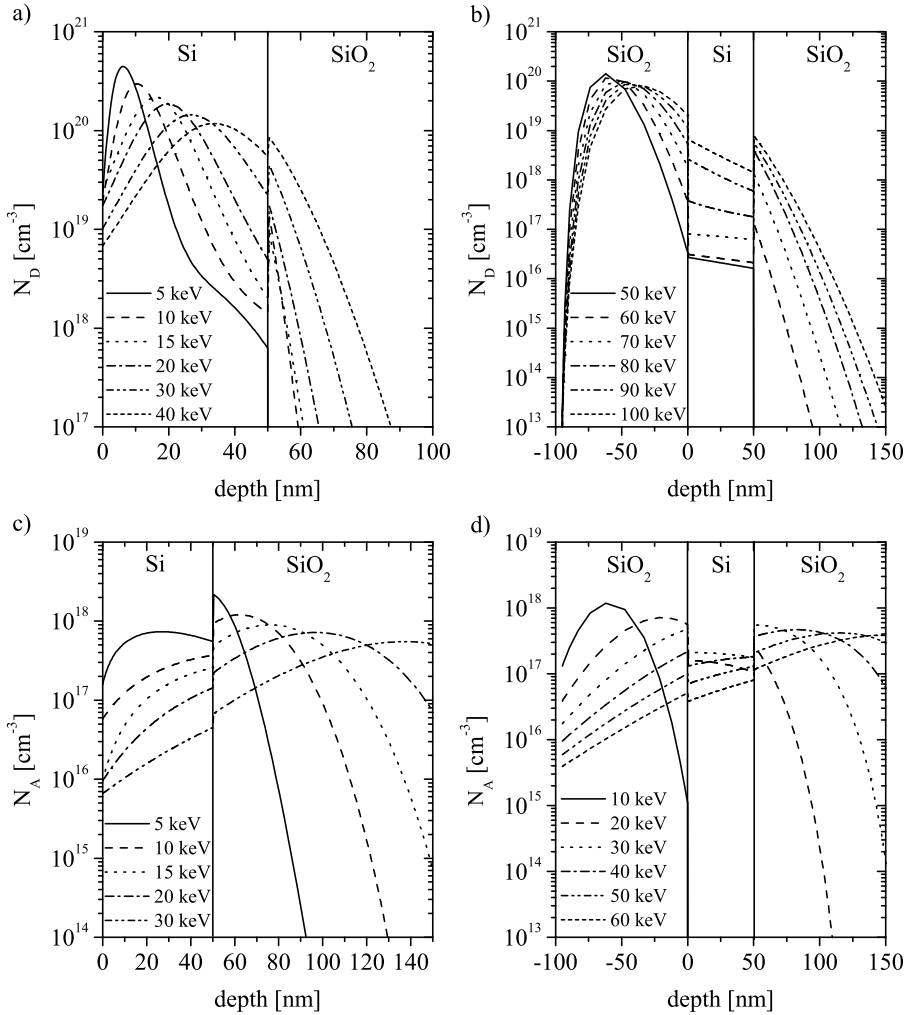 a)
Si
SiO2
10^21
10^20
10^19
10^18
10^17
N_D [cm^-3]
5 keV
10 keV
15 keV
20 keV
30 keV
40 keV
0 20 40 60 80 100
depth [nm]
b)
SiO2
Si
SiO2
10^21
10^20
10^19
10^18
10^17
10^16
10^15
10^14
10^13
N_D [cm^-3]
50 keV
60 keV
70 keV
80 keV
90 keV
100 keV
-100 -50 0 50 100 150
depth [nm]
c)
Si
SiO2
10^19
10^18
10^17
10^16
10^15
10^14
N_A [cm^-3]
5 keV
10 keV
15 keV
20 keV
30 keV
0 20 40 60 80 100 120 140
depth [nm]
d)
SiO2
Si
SiO2
10^19
10^18
10^17
10^16
10^15
10^14
10^13
N_A [cm^-3]
10 keV
20 keV
30 keV
40 keV
50 keV
60 keV
-100 -50 0 50 100 150
depth [nm]